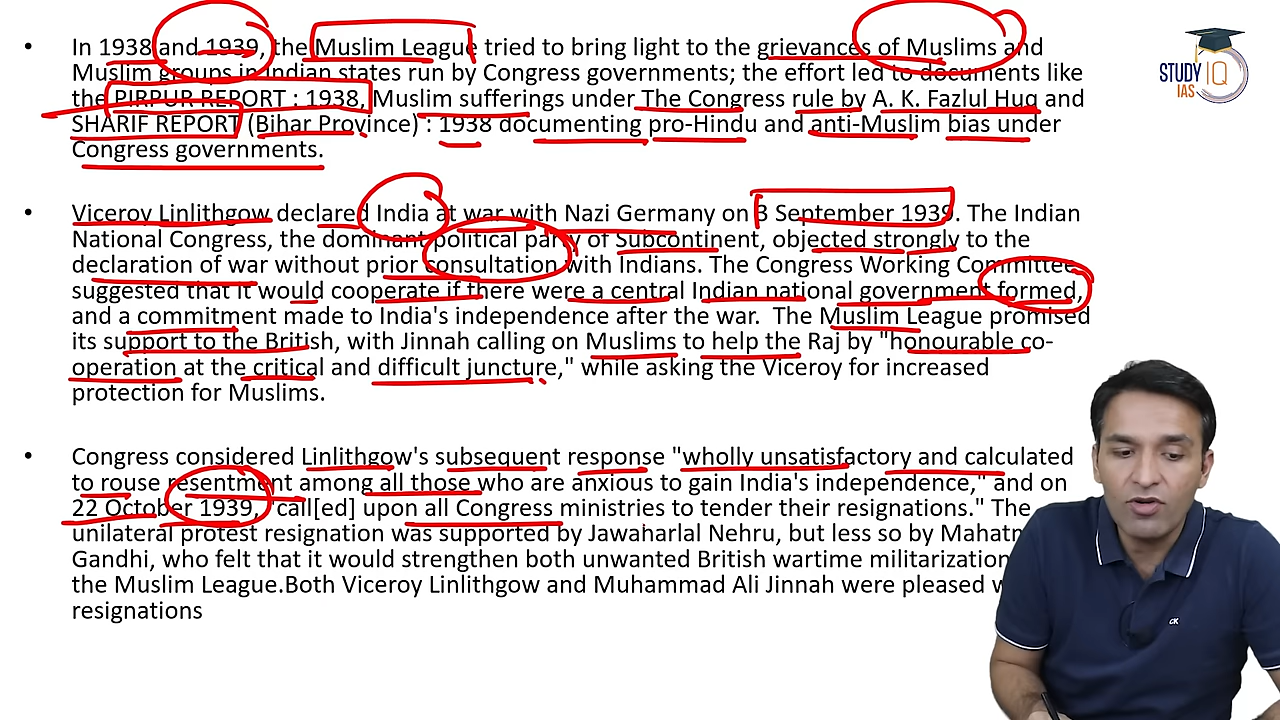 • In 1938 and 1939, the Muslim League tried to bring light to the grievances of Muslims and
Muslim groups in Indian states run by Congress governments; the effort led to documents like
the PIRPUR REPORT : 1938, Muslim sufferings under The Congress rule by A. K. Fazlul Huq and
SHARIF REPORT (Bihar Province) : 1938 documenting pro-Hindu and anti-Muslim bias under
Congress governments.
STUDY IQ
IAS
• Viceroy Linlithgow declared India at war with Nazi Germany on 3 September 1939. The Indian
National Congress, the dominant political party of Subcontinent, objected strongly to the
declaration of war without prior consultation with Indians. The Congress Working Committee
suggested that it would cooperate if there were a central Indian national government formed,
and a commitment made to India's independence after the war. The Muslim League promised
its support to the British, with Jinnah calling on Muslims to help the Raj by "honourable co-
operation at the critical and difficult juncture," while asking the Viceroy for increased
protection for Muslims.
• Congress considered Linlithgow's subsequent response "wholly unsatisfactory and calculated
to rouse resentment among all those who are anxious to gain India's independence," and on
22 October 1939, "call[ed] upon all Congress ministries to tender their resignations." The
unilateral protest resignation was supported by Jawaharlal Nehru, but less so by
Gandhi, who felt that it would strengthen both unwanted British wartime militarization
the Muslim League.Both Viceroy Linlithgow and Muhammad Ali Jinnah were pleased
resignations
CK